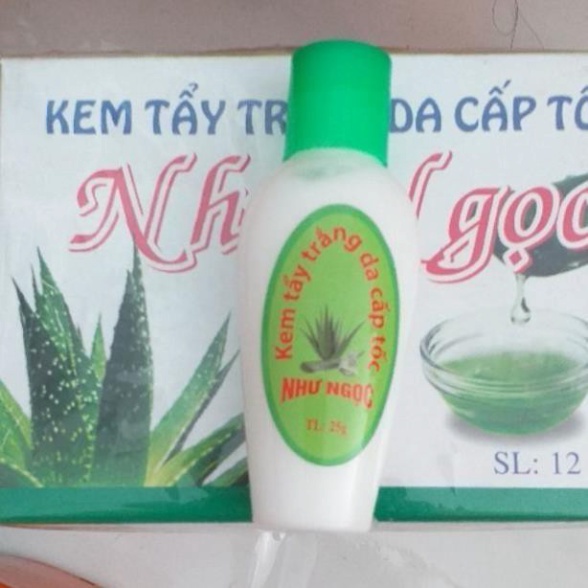 KEM TẨY TR DA CẤP TỐ
Nh Ngọc
Kem tẩy trắng da cấp tốc
NHƯ NGỌC
TL: 25g
SL: 12